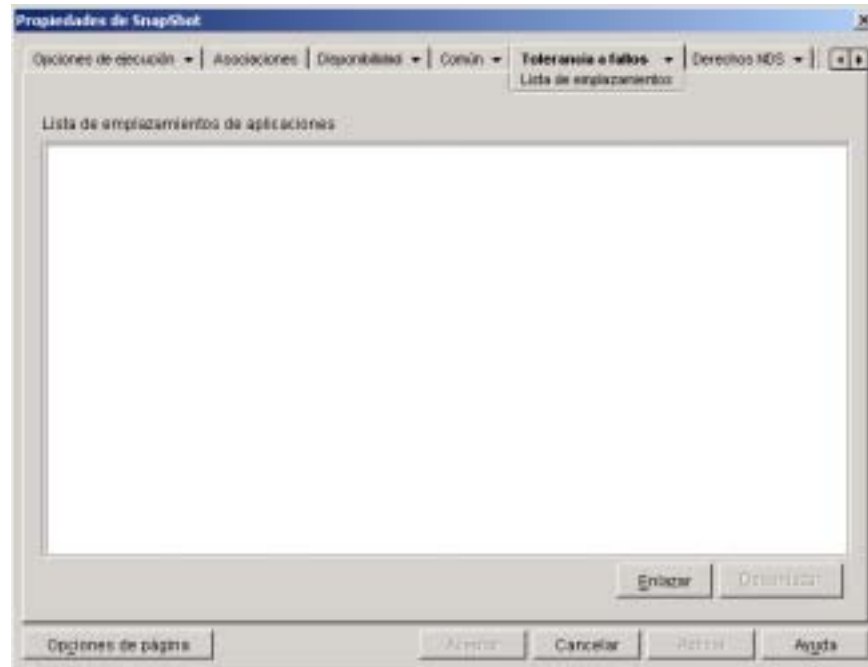 Propiedades de SnapShot
Opciones de ejecución Asociaciones Disponibilidad Común Tolerancia a fallos Derechos NDS
Lista de emplazamientos
Lista de emplazamientos de aplicaciones
Enlazar Desenlazar
Opciones de página Aceptar Cancelar Aplicar Ayuda